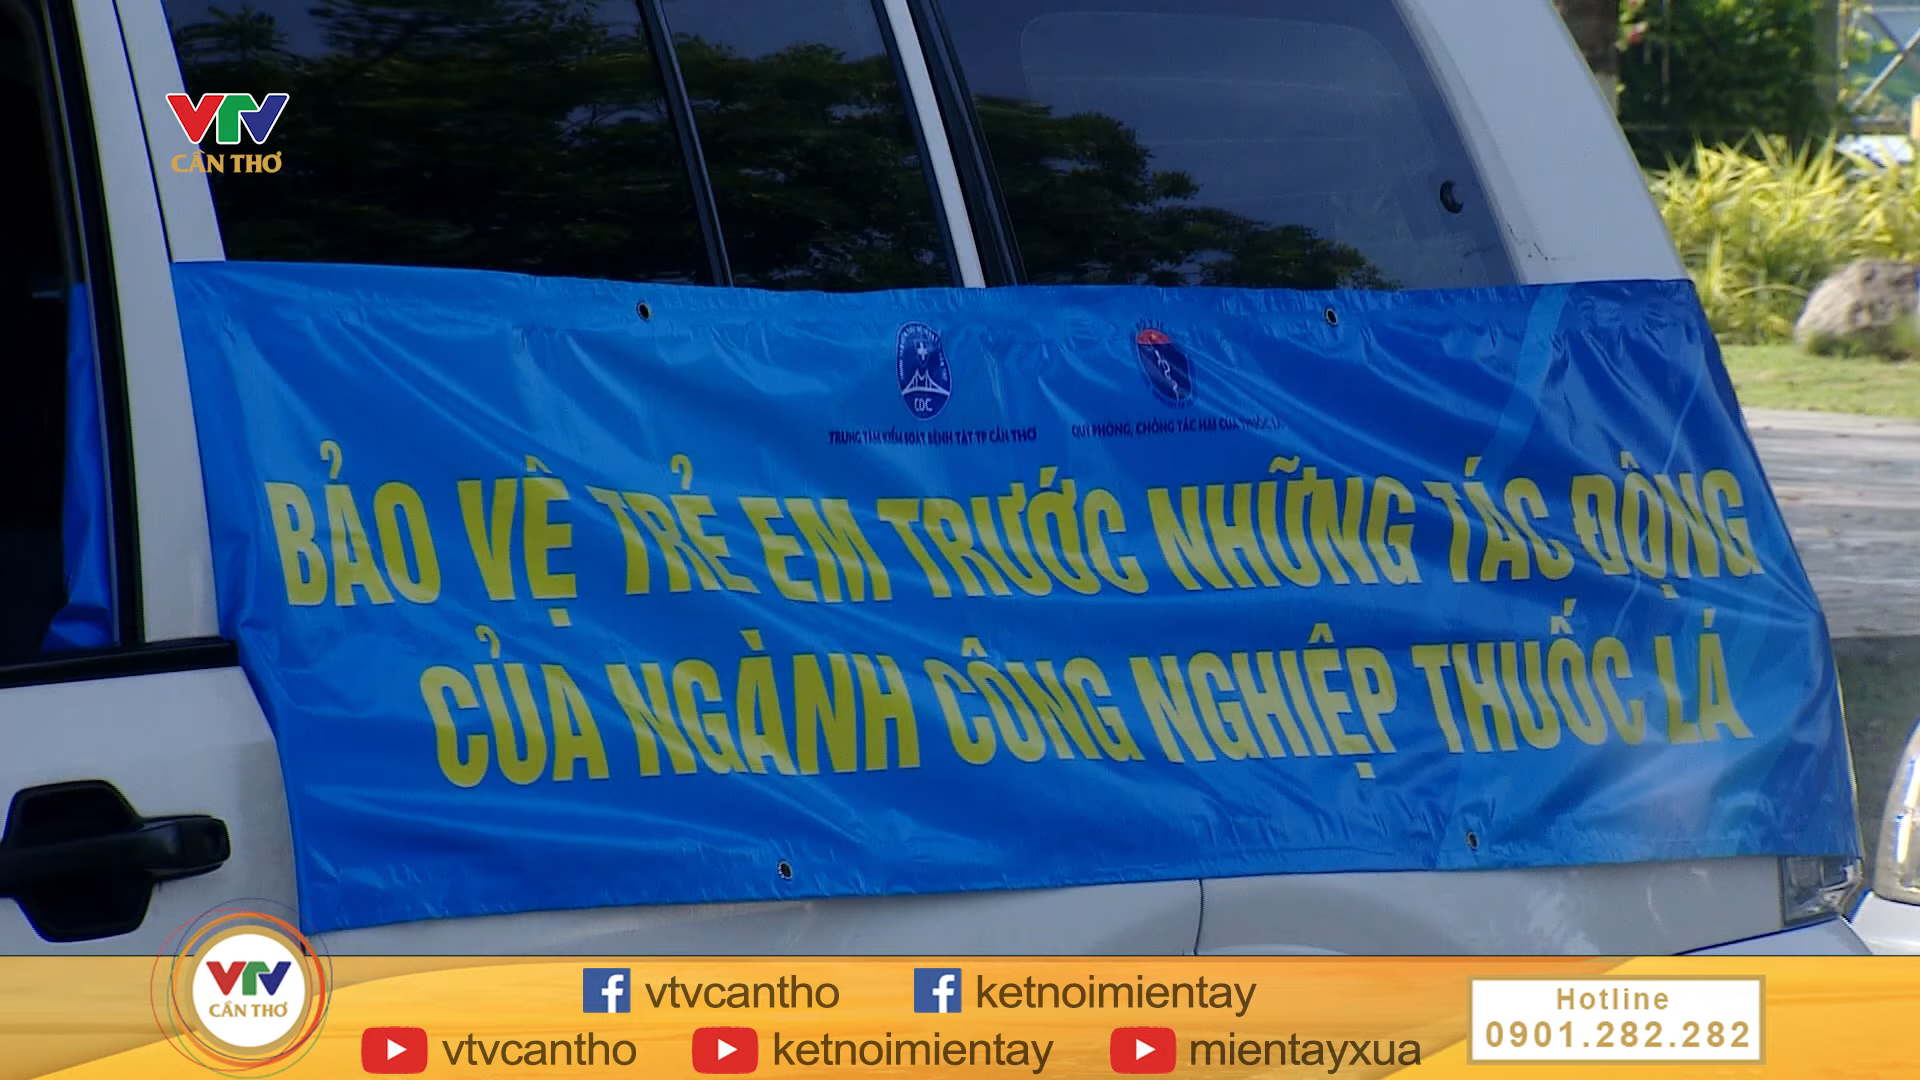 VTV
CẦN THƠ
CDC
TRUNG TÂM KIỂM SOÁT BỆNH TẬT TP CẦN THƠ
QUỸ PHÒNG, CHỐNG TÁC HẠI CỦA THUỐC LÁ
BẢO VỆ TRẺ EM TRƯỚC NHỮNG TÁC ĐỘNG
CỦA NGÀNH CÔNG NGHIỆP THUỐC LÁ
VTV
CẦN THƠ
vtvcantho
ketnoimientay
vtvcantho
ketnoimientay
mientayxua
Hotline
0901.282.282